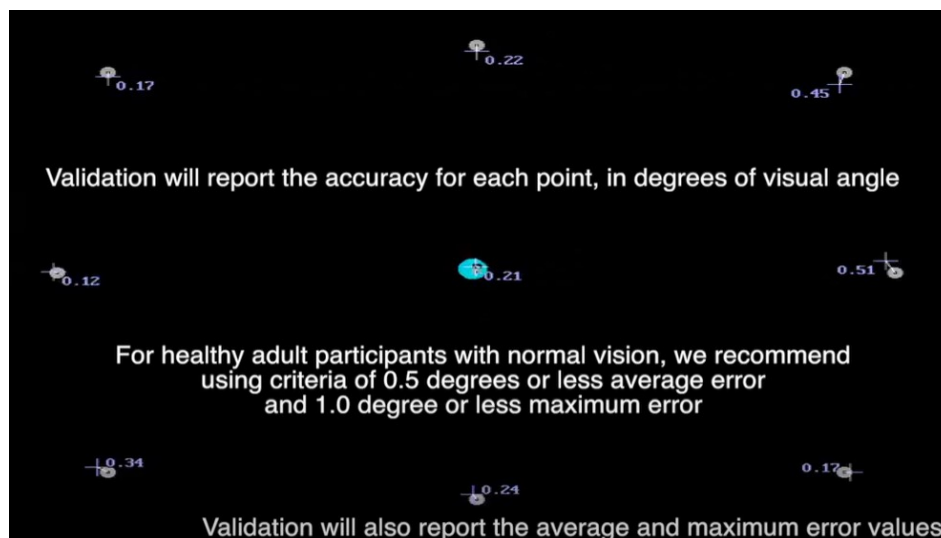 0.22
0.17
0.45
Validation will report the accuracy for each point, in degrees of visual angle
0.12
0.21
0.51
For healthy adult participants with normal vision, we recommend
using criteria of 0.5 degrees or less average error
and 1.0 degree or less maximum error
0.34
0.17
0.24
Validation will also report the average and maximum error values